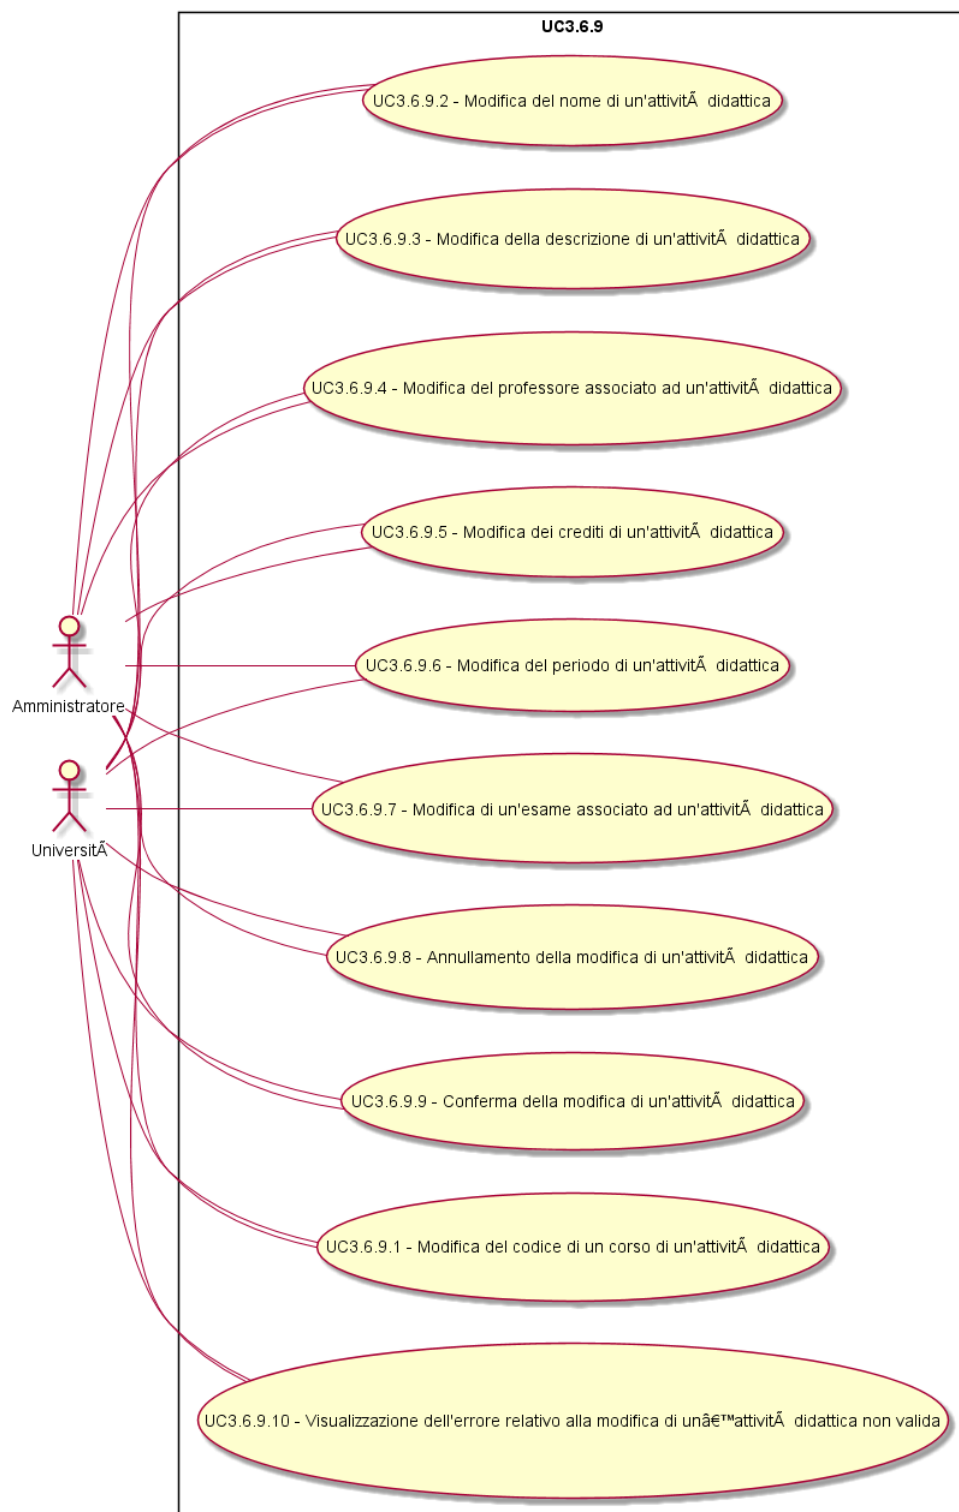 UC3.6.9
UC3.6.9.2 - Modifica del nome di un'attivitÃ  didattica
UC3.6.9.3 - Modifica della descrizione di un'attivitÃ  didattica
UC3.6.9.4 - Modifica del professore associato ad un'attivitÃ  didattica
UC3.6.9.5 - Modifica dei crediti di un'attivitÃ  didattica
UC3.6.9.6 - Modifica del periodo di un'attivitÃ  didattica
Amministratore
UC3.6.9.7 - Modifica di un'esame associato ad un'attivitÃ  didattica
UniversitÃ
UC3.6.9.8 - Annullamento della modifica di un'attivitÃ  didattica
UC3.6.9.9 - Conferma della modifica di un'attivitÃ  didattica
UC3.6.9.1 - Modifica del codice di un corso di un'attivitÃ  didattica
UC3.6.9.10 - Visualizzazione dell'errore relativo alla modifica di unâ€™attivitÃ  didattica non valida